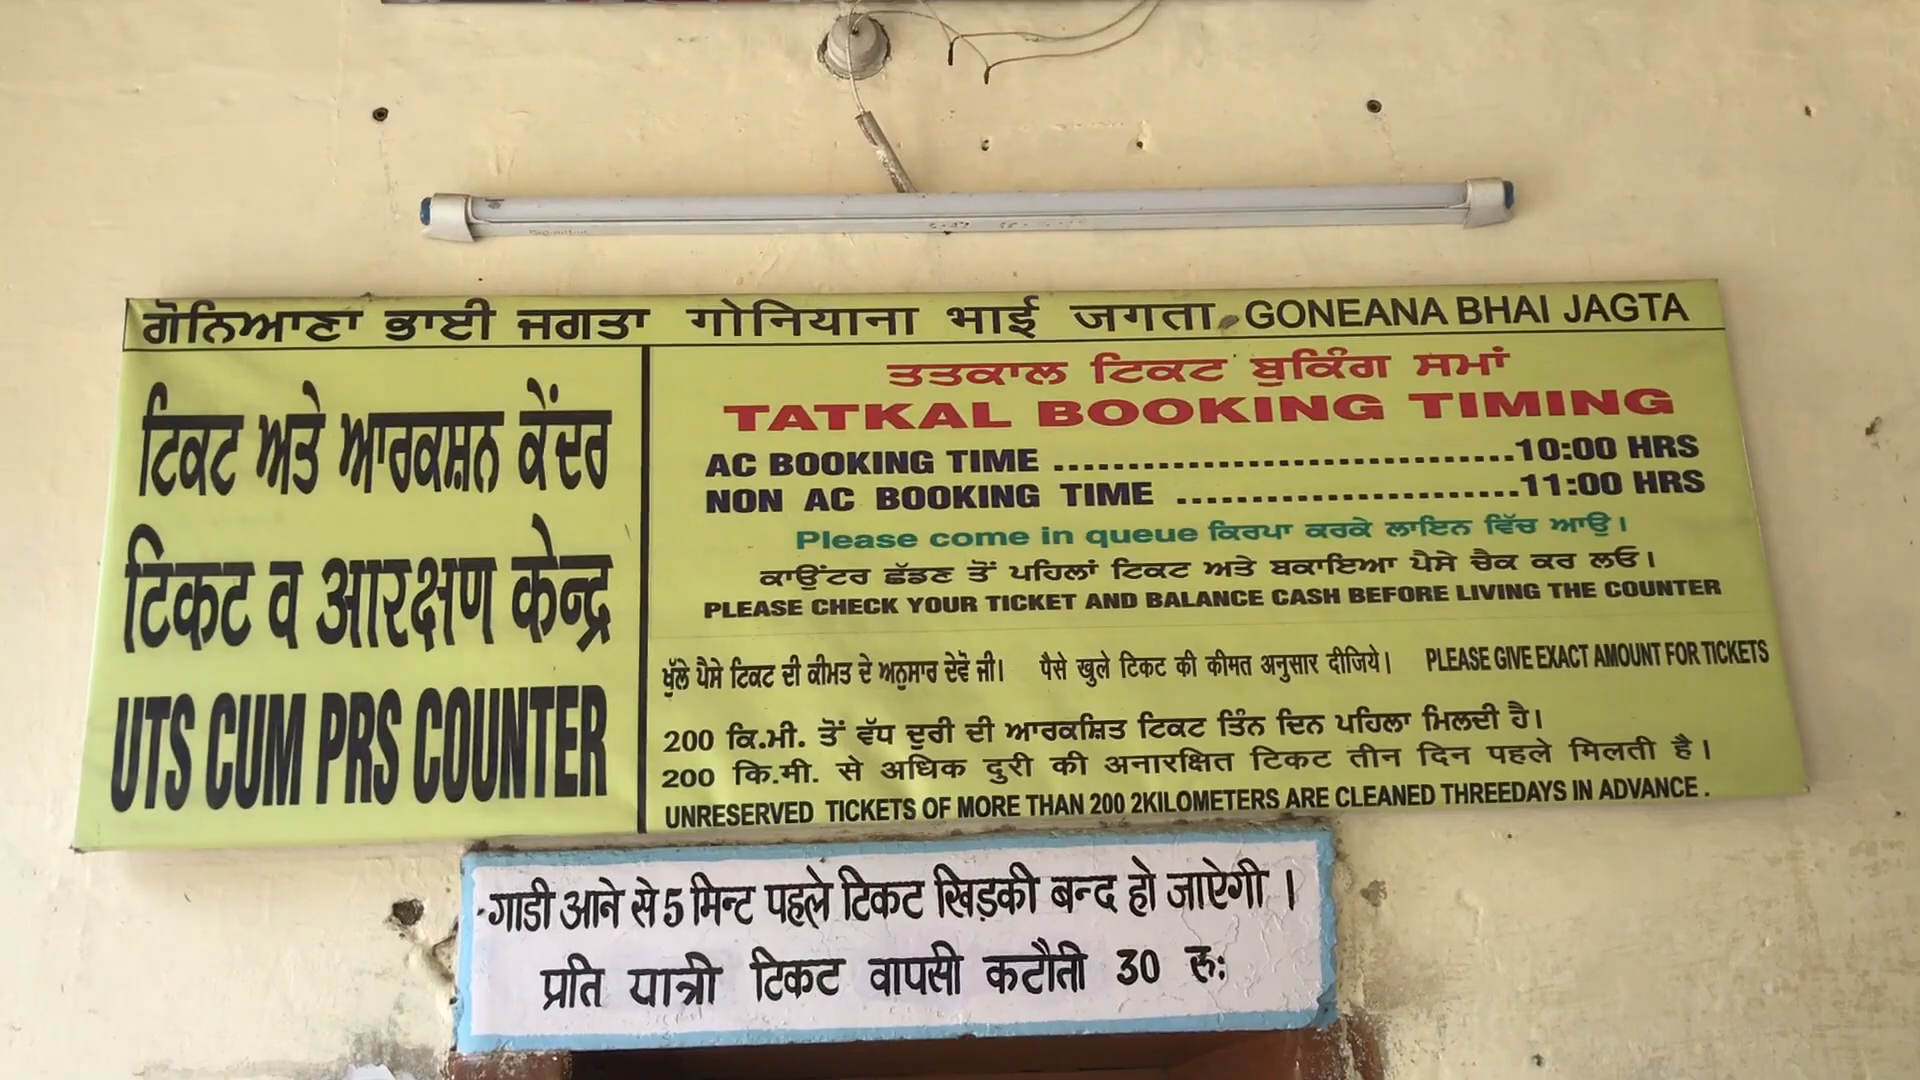 ਗੋਨਿਆਣਾ ਭਾਈ ਜਗਤਾ गोनियाना भाई जगता GONEANA BHAI JAGTA
ਟਿਕਟ ਅਤੇ ਆਰਕਸ਼ਨ ਕੇਂਦਰ
टिकट व आरक्षण केन्द्र
UTS CUM PRS COUNTER
ਤਤਕਾਲ ਟਿਕਟ ਬੁਕਿੰਗ ਸਮਾਂ
TATKAL BOOKING TIMING
AC BOOKING TIME ................................10:00 HRS
NON AC BOOKING TIME ........................11:00 HRS
Please come in queue ਕਿਰਪਾ ਕਰਕੇ ਲਾਇਨ ਵਿੱਚ ਆਉ।
ਕਾਉਂਟਰ ਛੱਡਣ ਤੋਂ ਪਹਿਲਾਂ ਟਿਕਟ ਅਤੇ ਬਕਾਇਆ ਪੈਸੇ ਚੈਕ ਕਰ ਲਓ।
PLEASE CHECK YOUR TICKET AND BALANCE CASH BEFORE LIVING THE COUNTER
ਖੁੱਲੇ ਪੈਸੇ ਟਿਕਟ ਦੀ ਕੀਮਤ ਦੇ ਅਨੁਸਾਰ ਦੇਵੋ ਜੀ। पैसे खुले टिकट की कीमत अनुसार दीजिये। PLEASE GIVE EXACT AMOUNT FOR TICKETS
200 ਕਿ.ਮੀ. ਤੋਂ ਵੱਧ ਦੁਰੀ ਦੀ ਆਰਕਸ਼ਿਤ ਟਿਕਟ ਤਿੰਨ ਦਿਨ ਪਹਿਲਾ ਮਿਲਦੀ ਹੈ।
200 कि.मी. से अधिक दुरी की अनारक्षित टिकट तीन दिन पहले मिलती है।
UNRESERVED TICKETS OF MORE THAN 200 2KILOMETERS ARE CLEANED THREEDAYS IN ADVANCE .
गाडी आने से 5 मिन्ट पहले टिकट खिड़की बन्द हो जाऐगी ।
प्रति यात्री टिकट वापसी कटौती 30 रु: